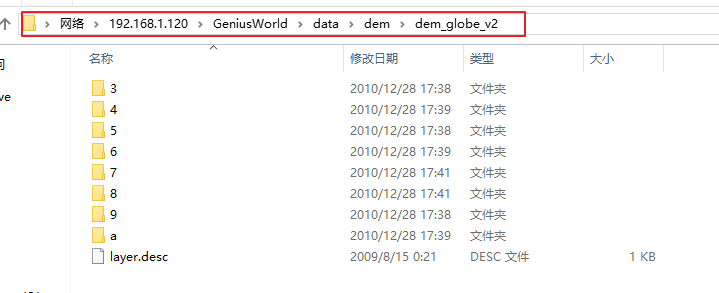 网络 > 192.168.1.120 > GeniusWorld > data > dem > dem_globe_v2
名称 修改日期 类型 大小
3 2010/12/28 17:38 文件夹
4 2010/12/28 17:39 文件夹
5 2010/12/28 17:38 文件夹
6 2010/12/28 17:39 文件夹
7 2010/12/28 17:41 文件夹
8 2010/12/28 17:41 文件夹
9 2010/12/28 17:38 文件夹
a 2010/12/28 17:39 文件夹
layer.desc 2009/8/15 0:21 DESC 文件 1 KB